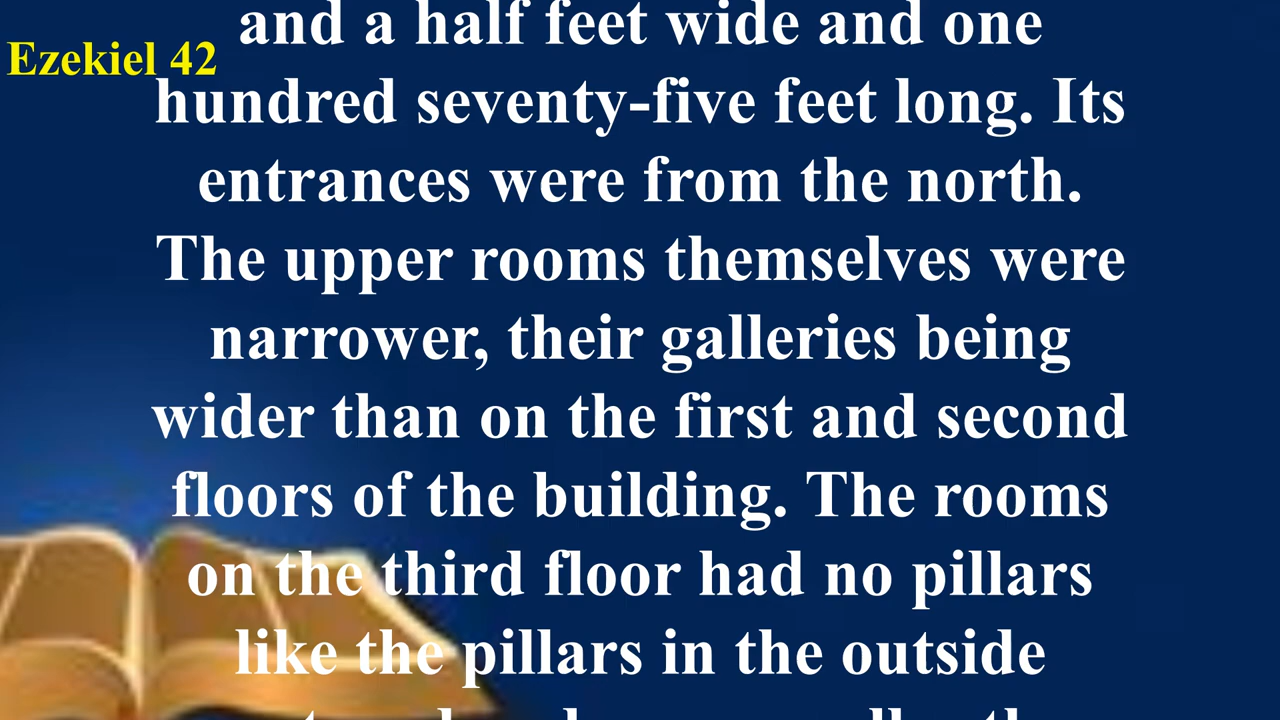 and a half feet wide and one
Ezekiel 42
hundred seventy-five feet long. Its
entrances were from the north.
The upper rooms themselves were
narrower, their galleries being
wider than on the first and second
floors of the building. The rooms
on the third floor had no pillars
like the pillars in the outside